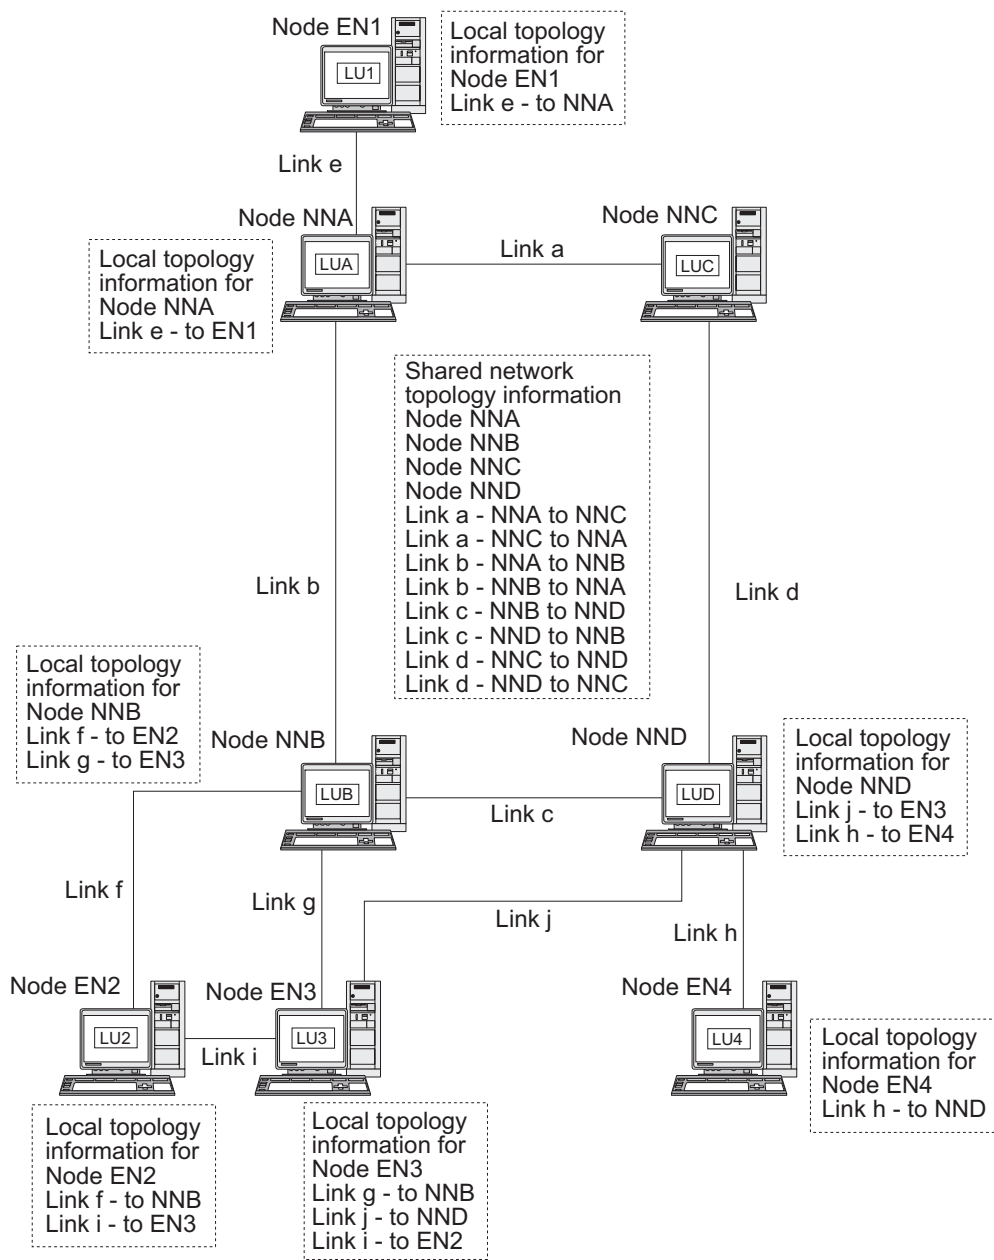 Node EN1
LU1
Local topology
information for
Node EN1
Link e - to NNA
Link e
Node NNA
LUA
Node NNC
LUC
Link a
Local topology
information for
Node NNA
Link e - to EN1
Shared network
topology information
Node NNA
Node NNB
Node NNC
Node NND
Link a - NNA to NNC
Link a - NNC to NNA
Link b - NNA to NNB
Link b - NNB to NNA
Link c - NNB to NND
Link c - NND to NNB
Link d - NNC to NND
Link d - NND to NNC
Link b
Link d
Local topology
information for
Node NNB
Link f - to EN2
Link g - to EN3
Node NNB
LUB
Node NND
LUD
Link c
Local topology
information for
Node NND
Link j - to EN3
Link h - to EN4
Link f
Link g
Link j
Link h
Node EN2
LU2
Node EN3
LU3
Link i
Node EN4
LU4
Local topology
information for
Node EN4
Link h - to NND
Local topology
information for
Node EN2
Link f - to NNB
Link i - to EN3
Local topology
information for
Node EN3
Link g - to NNB
Link j - to NND
Link i - to EN2